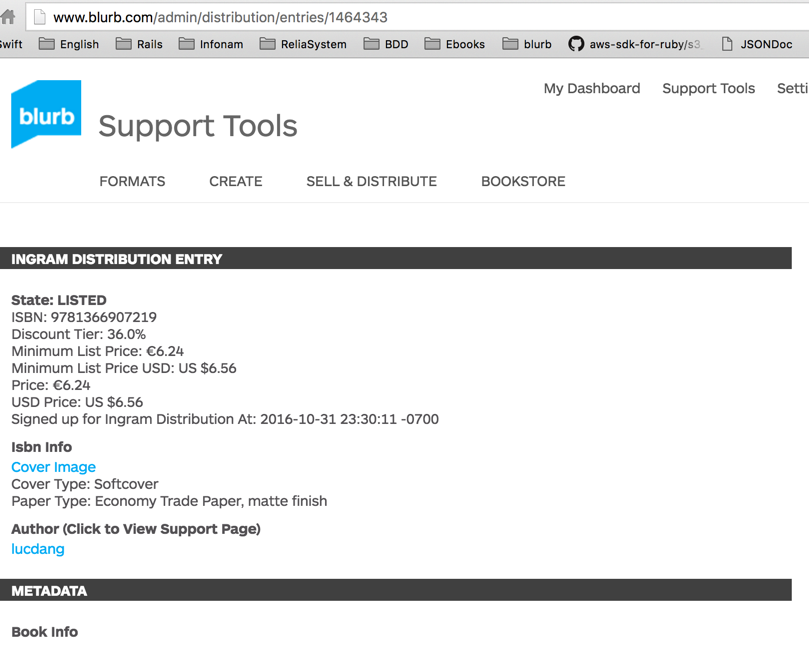 www.blurb.com/admin/distribution/entries/1464343
Swift English Rails Infonam ReliaSystem BDD Ebooks blurb aws-sdk-for-ruby/s3 JSONDoc
My Dashboard Support Tools Setti
blurb
Support Tools
FORMATS CREATE SELL & DISTRIBUTE BOOKSTORE
INGRAM DISTRIBUTION ENTRY
State: LISTED
ISBN: 9781366907219
Discount Tier: 36.0%
Minimum List Price: €6.24
Minimum List Price USD: US $6.56
Price: €6.24
USD Price: US $6.56
Signed up for Ingram Distribution At: 2016-10-31 23:30:11 -0700
Isbn Info
Cover Image
Cover Type: Softcover
Paper Type: Economy Trade Paper, matte finish
Author (Click to View Support Page)
lucdang
METADATA
Book Info